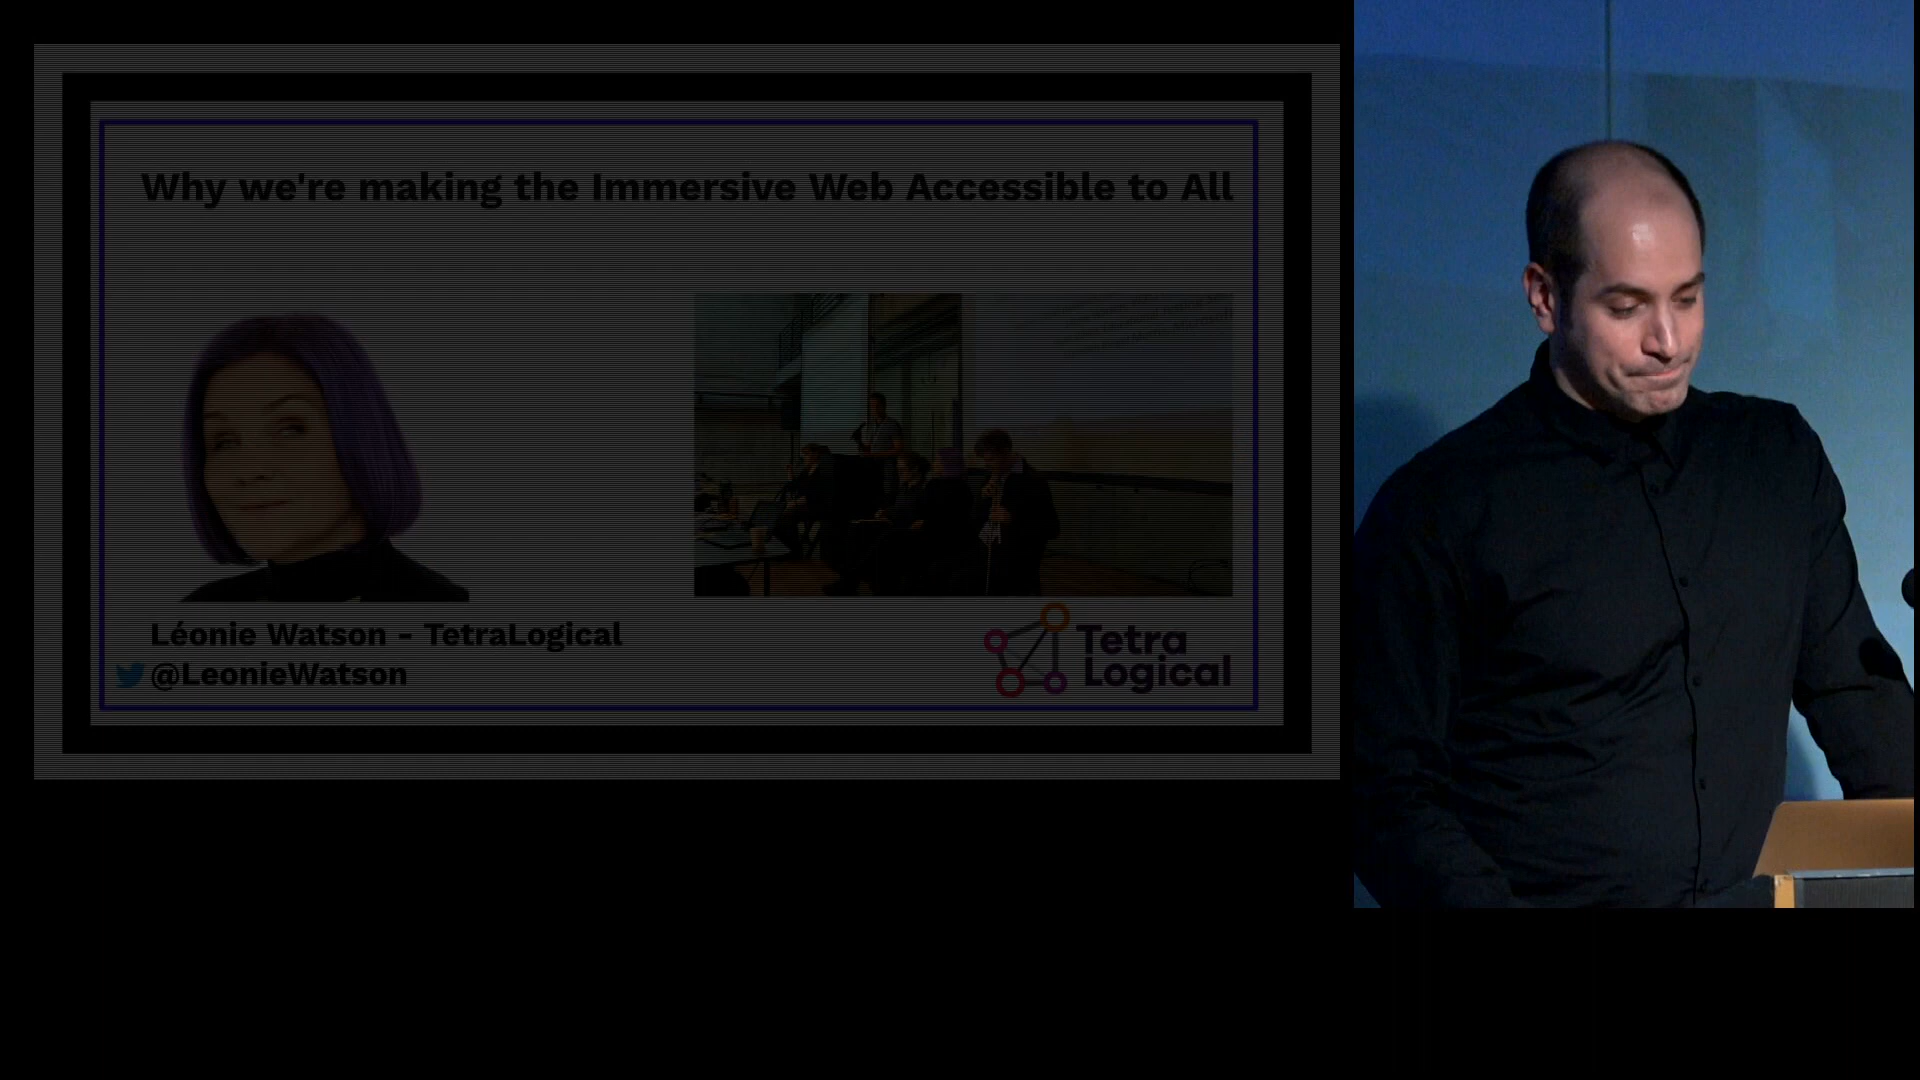 Why we're making the Immersive Web Accessible to All
Léonie Watson - TetraLogical
@LeonieWatson
Tetra
Logical